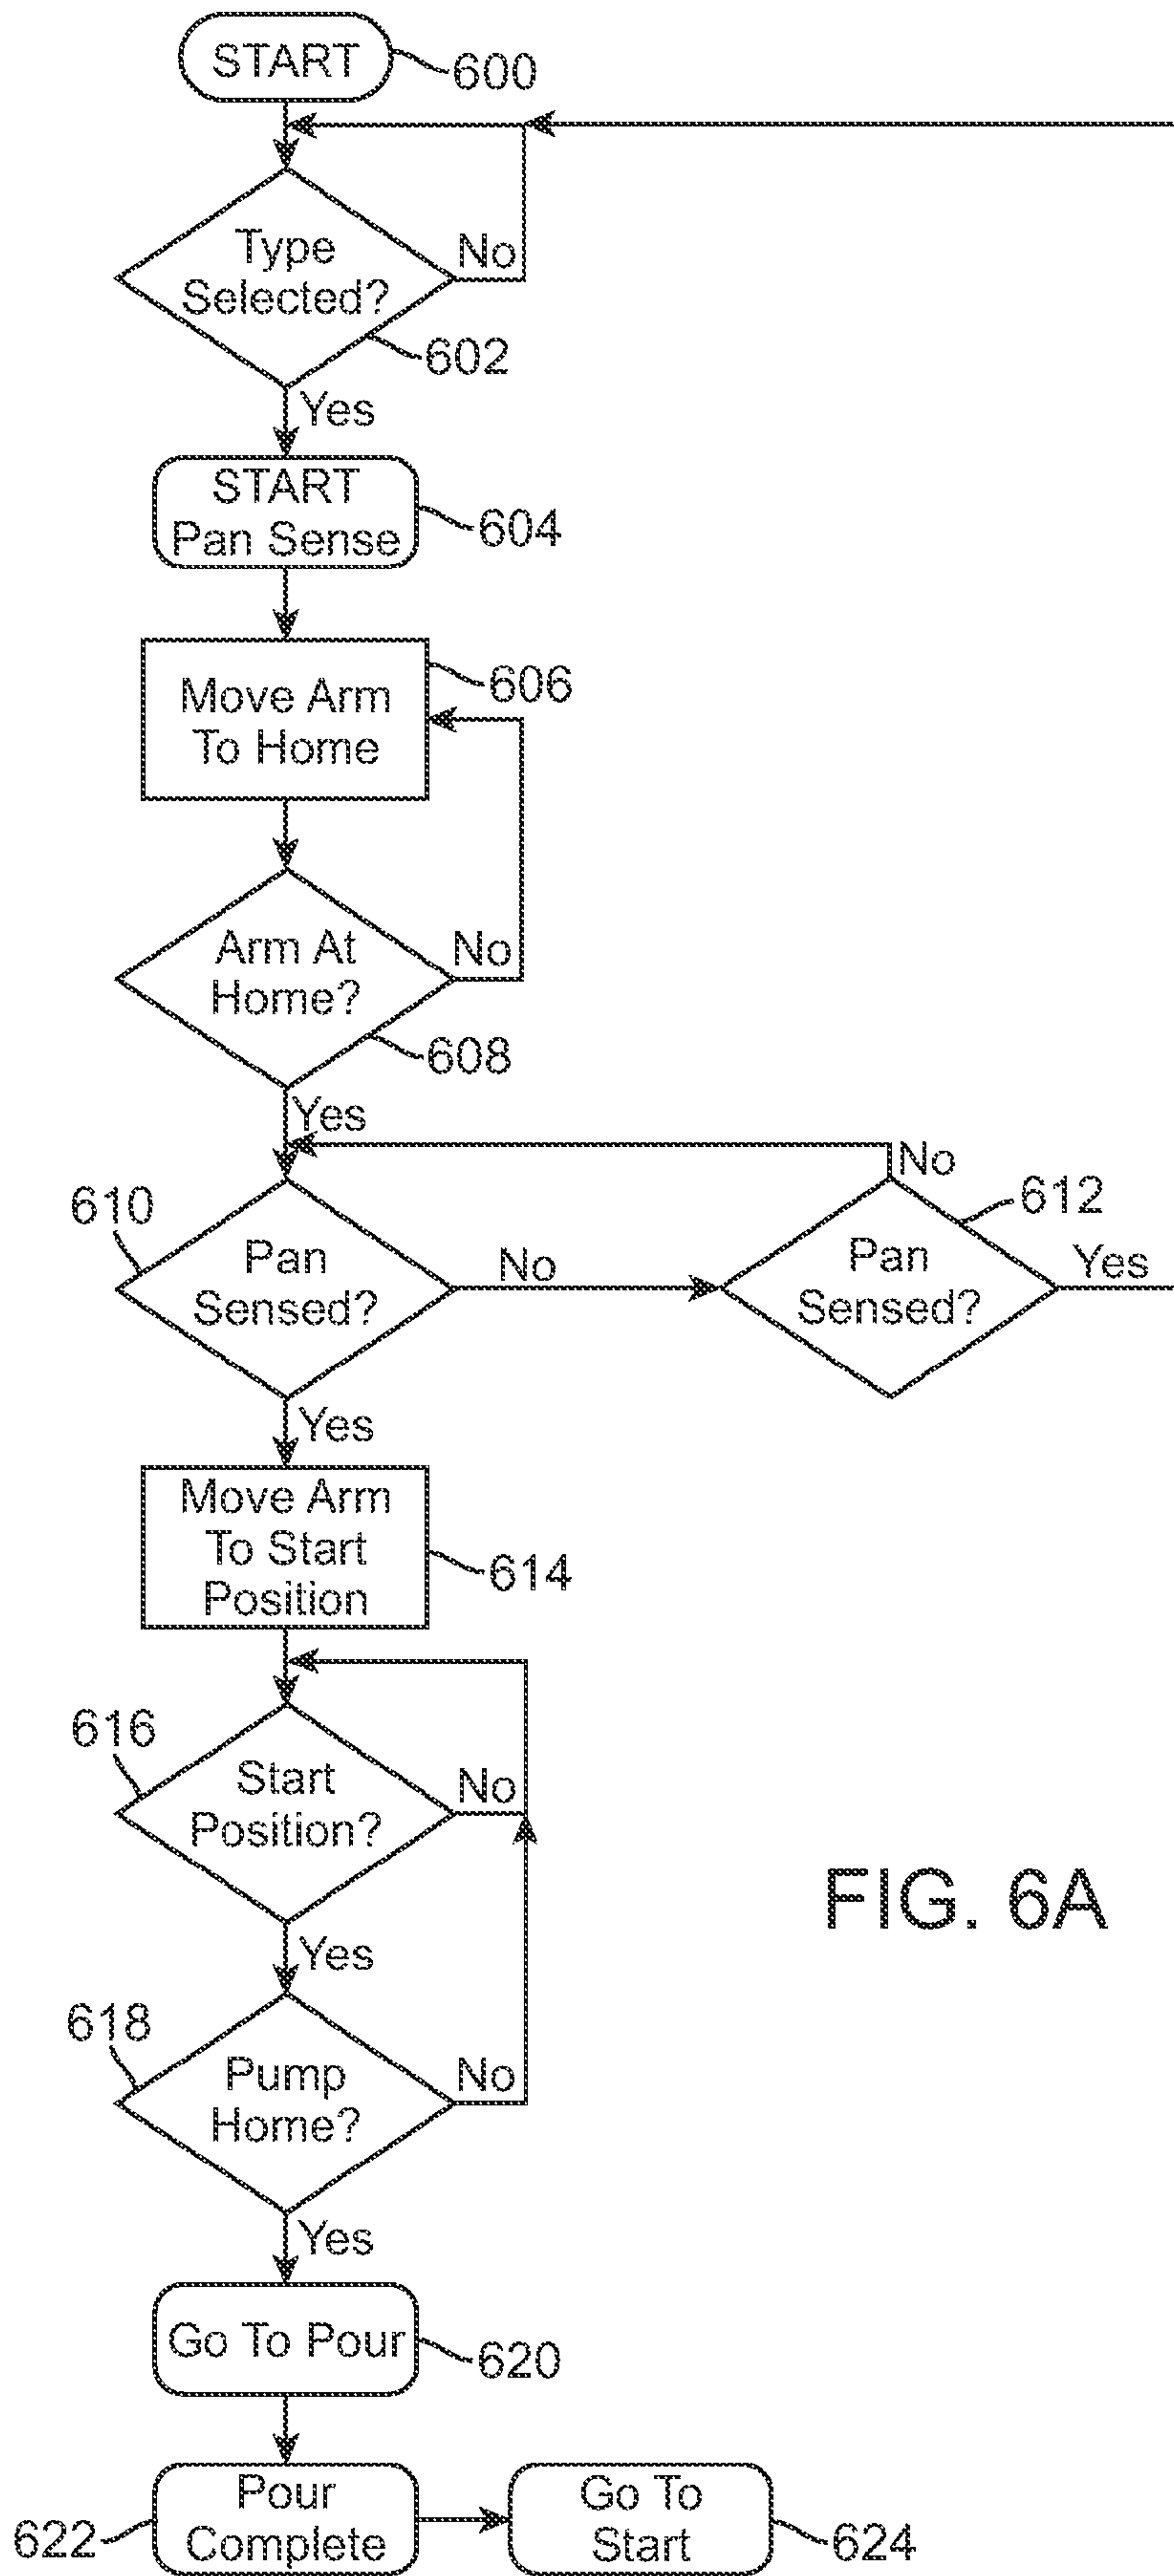 START
600
Type
Selected?
No
602
Yes
START
Pan Sense
604
Move Arm
To Home
606
Arm At
Home?
No
608
Yes
610
Pan
Sensed?
No
No
612
Pan
Sensed?
Yes
Yes
Move Arm
To Start
Position
614
616
Start
Position?
No
Yes
618
Pump
Home?
No
Yes
FIG. 6A
Go To Pour
620
622
Pour
Complete
Go To
Start
624